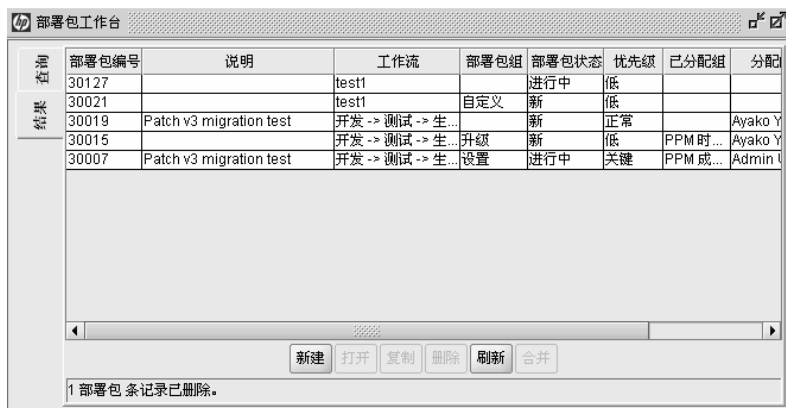 部署包工作台
查询
结果
部署包编号 说明 工作流 部署包组 部署包状态 优先级 已分配组 分配
30127 test1 进行中 低
30021 test1 自定义 新 低
30019 Patch v3 migration test 开发 -> 测试 -> 生... 新 正常 Ayako Y
30015 开发 -> 测试 -> 生... 升级 新 低 PPM 时... Ayako Y
30007 Patch v3 migration test 开发 -> 测试 -> 生... 设置 进行中 关键 PPM 成... Admin U
新建 打开 复制 删除 刷新 合并
1 部署包 条记录已删除。